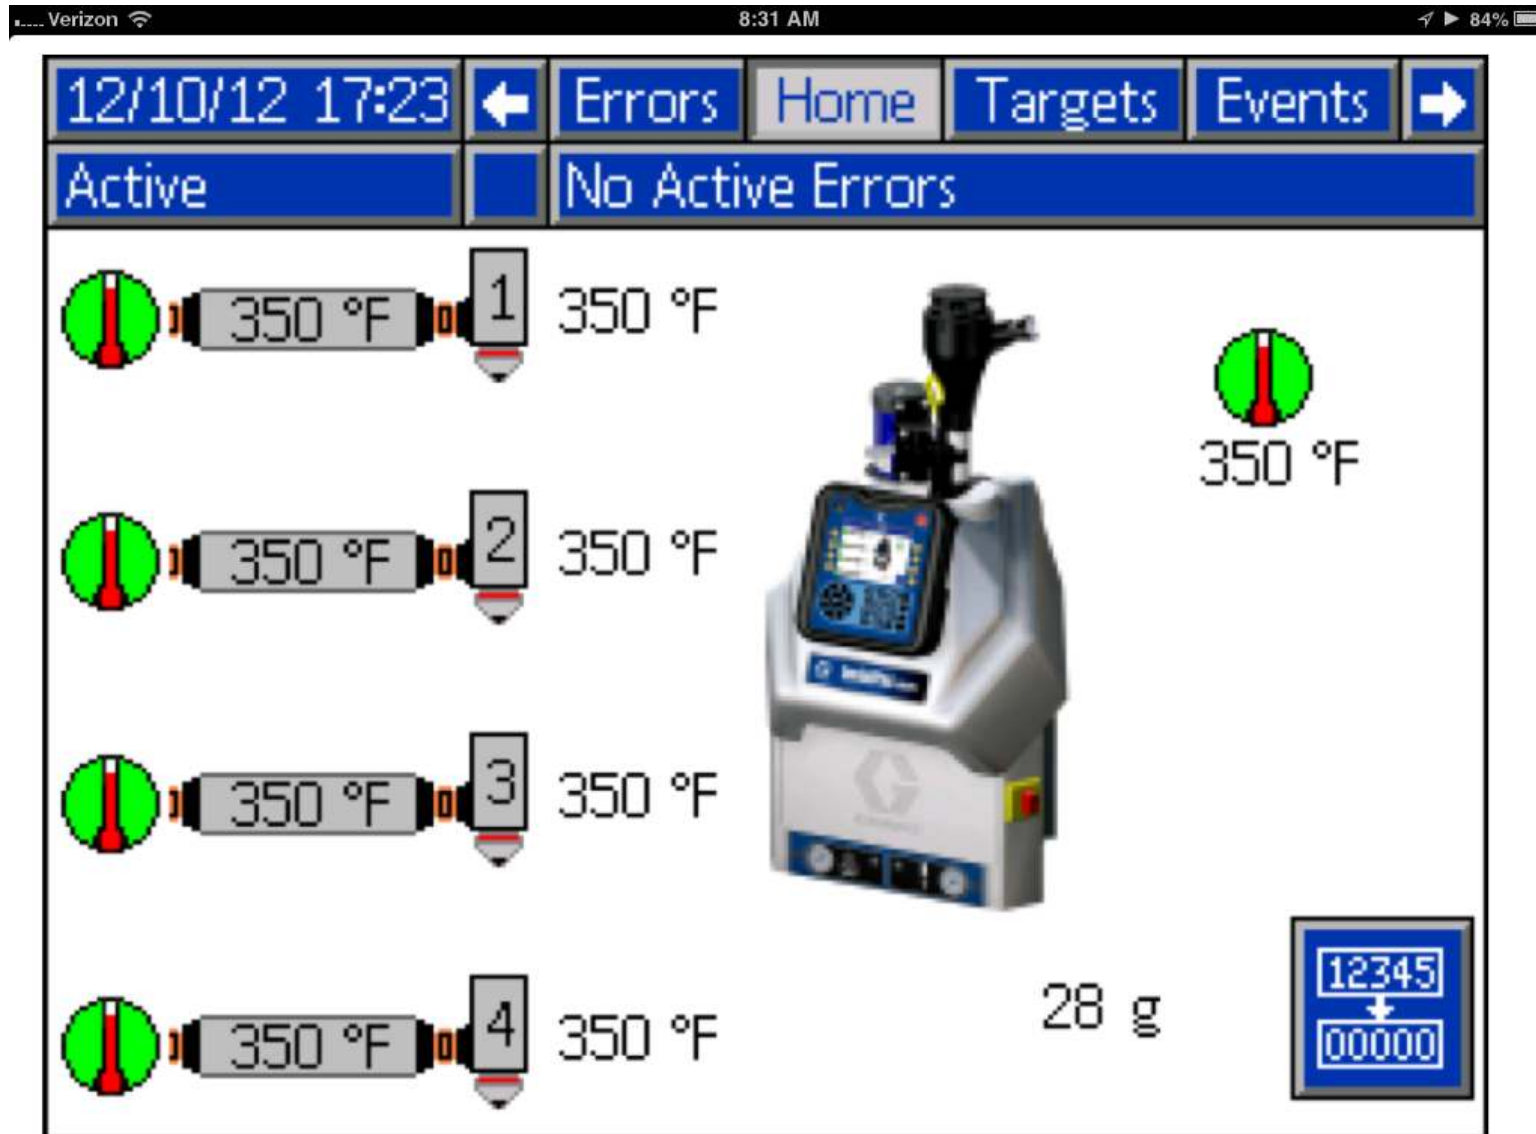 Verizon 8:31 AM 84%
12/10/12 17:23 Errors Home Targets Events
Active No Active Errors
350 °F 1 350 °F
350 °F
350 °F 2 350 °F
350 °F 3 350 °F
350 °F 4 350 °F
28 g
12345
00000